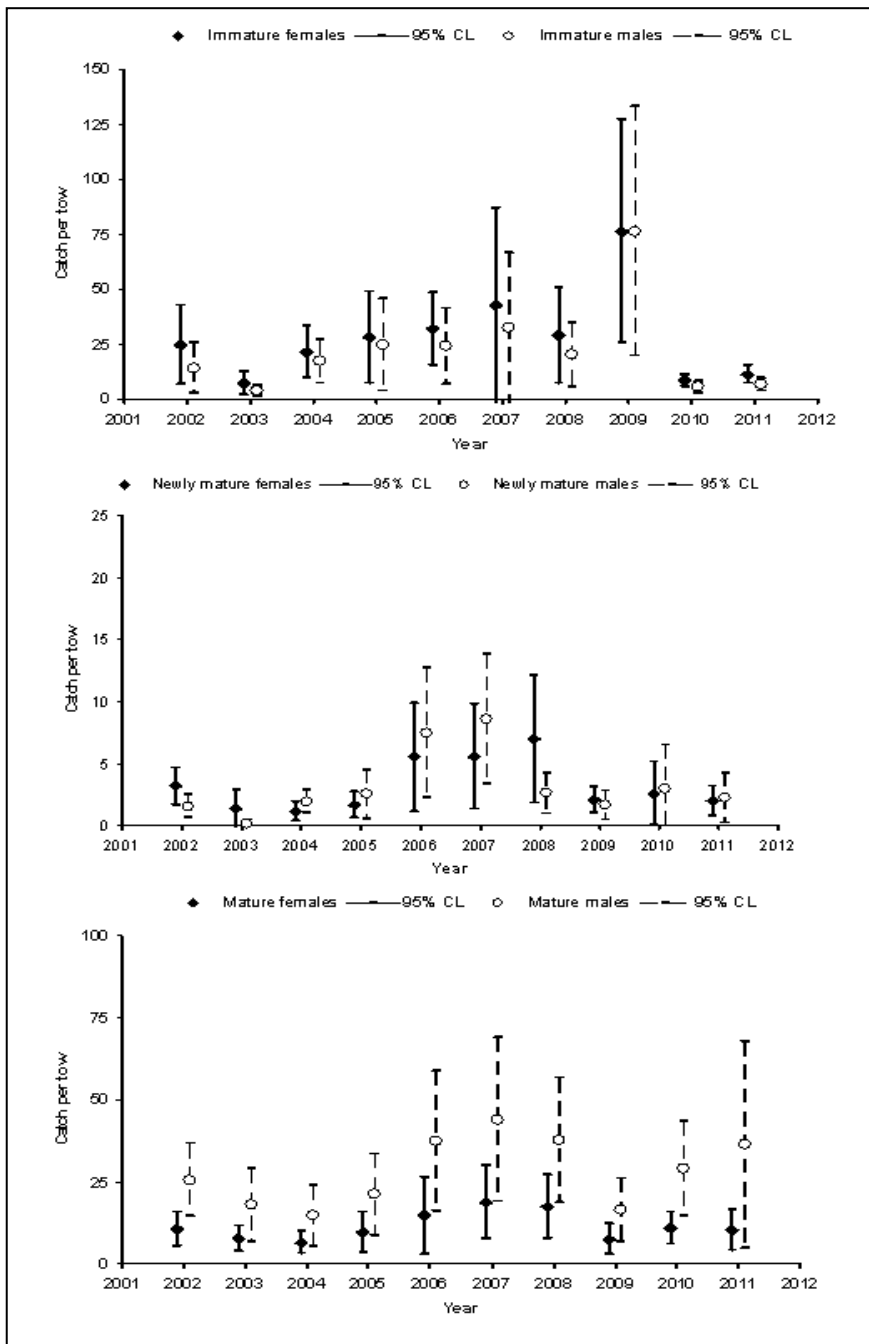 Immature females 95% CL Immature males 95% CL
150
125
100
75
50
25
0
Catch per tow
2001 2002 2003 2004 2005 2006 2007 2008 2009 2010 2011 2012
Year
Newly mature females 95% CL Newly mature males 95% CL
25
20
15
10
5
0
Catch per tow
2001 2002 2003 2004 2005 2006 2007 2008 2009 2010 2011 2012
Year
Mature females 95% CL Mature males 95% CL
100
75
50
25
0
Catch per tow
2001 2002 2003 2004 2005 2006 2007 2008 2009 2010 2011 2012
Year